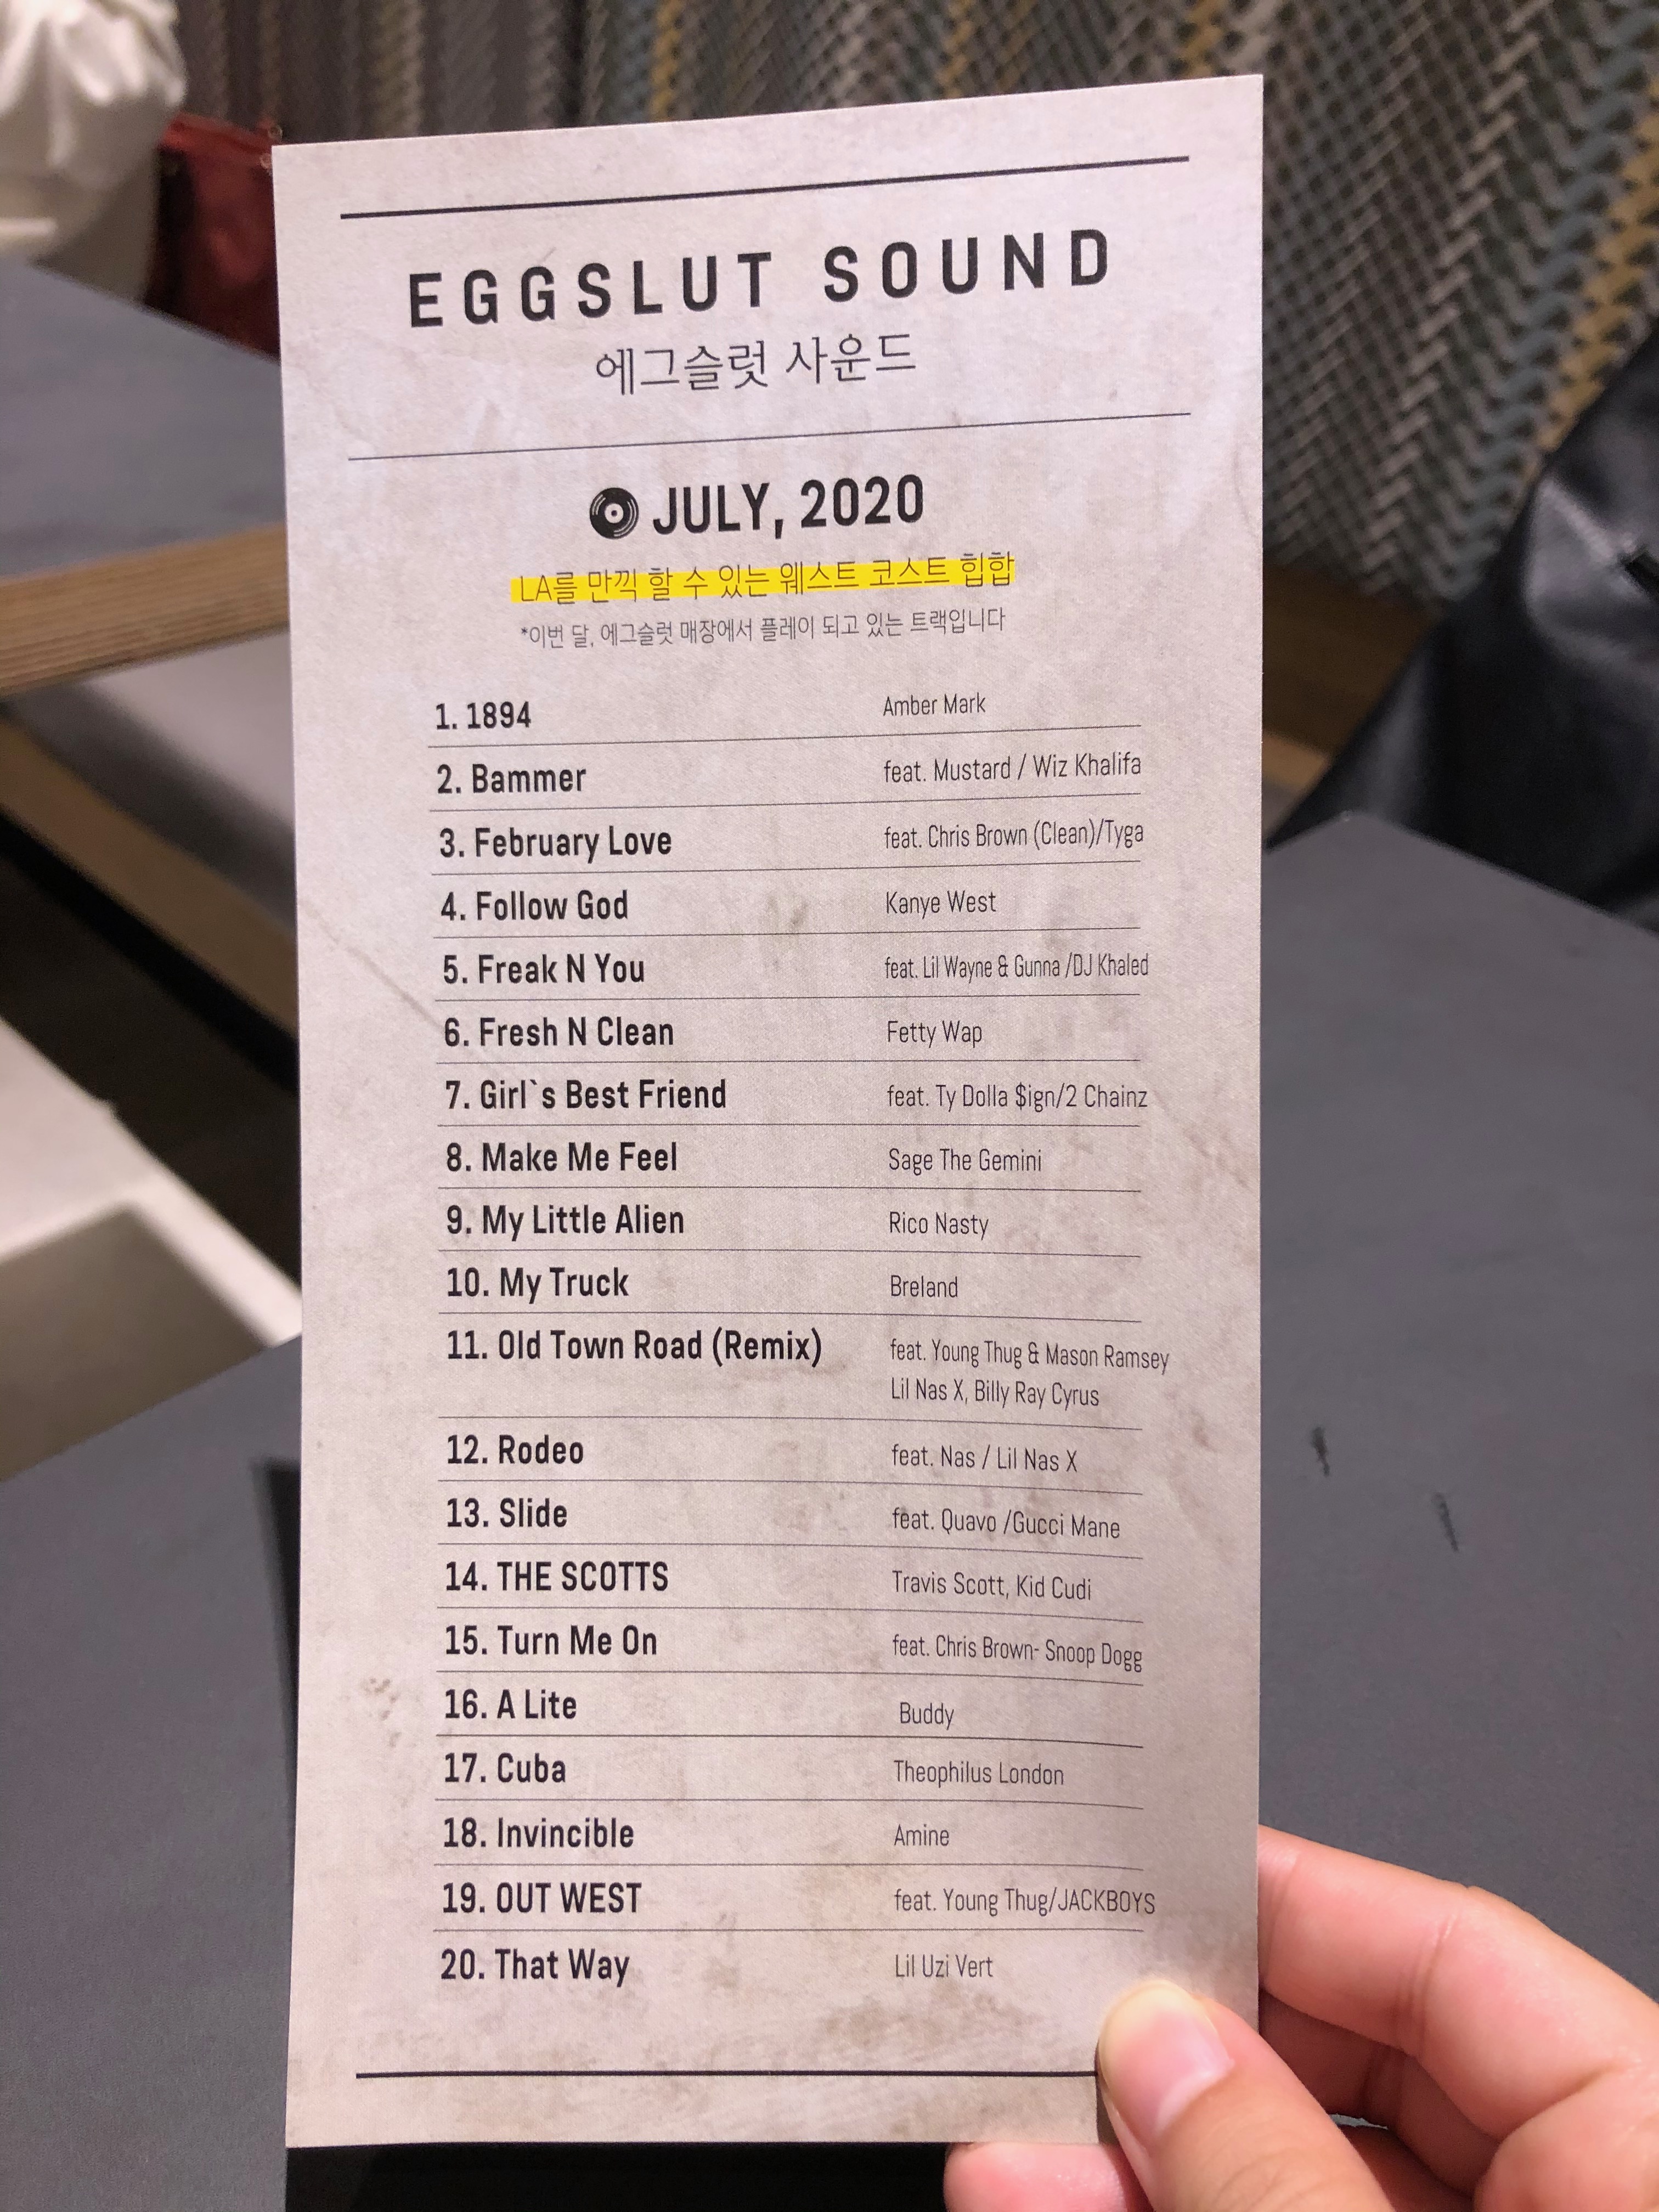 EGGSLUT SOUND
에그슬럿 사운드
JULY, 2020
LA를 만끽 할 수 있는 웨스트 코스트 힙합
*이번 달, 에그슬럿 매장에서 플레이 되고 있는 트랙입니다
1. 1894 Amber Mark
2. Bammer feat. Mustard / Wiz Khalifa
3. February Love feat. Chris Brown (Clean)/Tyga
4. Follow God Kanye West
5. Freak N You feat. Lil Wayne & Gunna /DJ Khaled
6. Fresh N Clean Fetty Wap
7. Girl`s Best Friend feat. Ty Dolla $ign/2 Chainz
8. Make Me Feel Sage The Gemini
9. My Little Alien Rico Nasty
10. My Truck Breland
11. Old Town Road (Remix) feat. Young Thug & Mason Ramsey
Lil Nas X, Billy Ray Cyrus
12. Rodeo feat. Nas / Lil Nas X
13. Slide feat. Quavo /Gucci Mane
14. THE SCOTTS Travis Scott, Kid Cudi
15. Turn Me On feat. Chris Brown- Snoop Dogg
16. A Lite Buddy
17. Cuba Theophilus London
18. Invincible Amine
19. OUT WEST feat. Young Thug/JACKBOYS
20. That Way Lil Uzi Vert